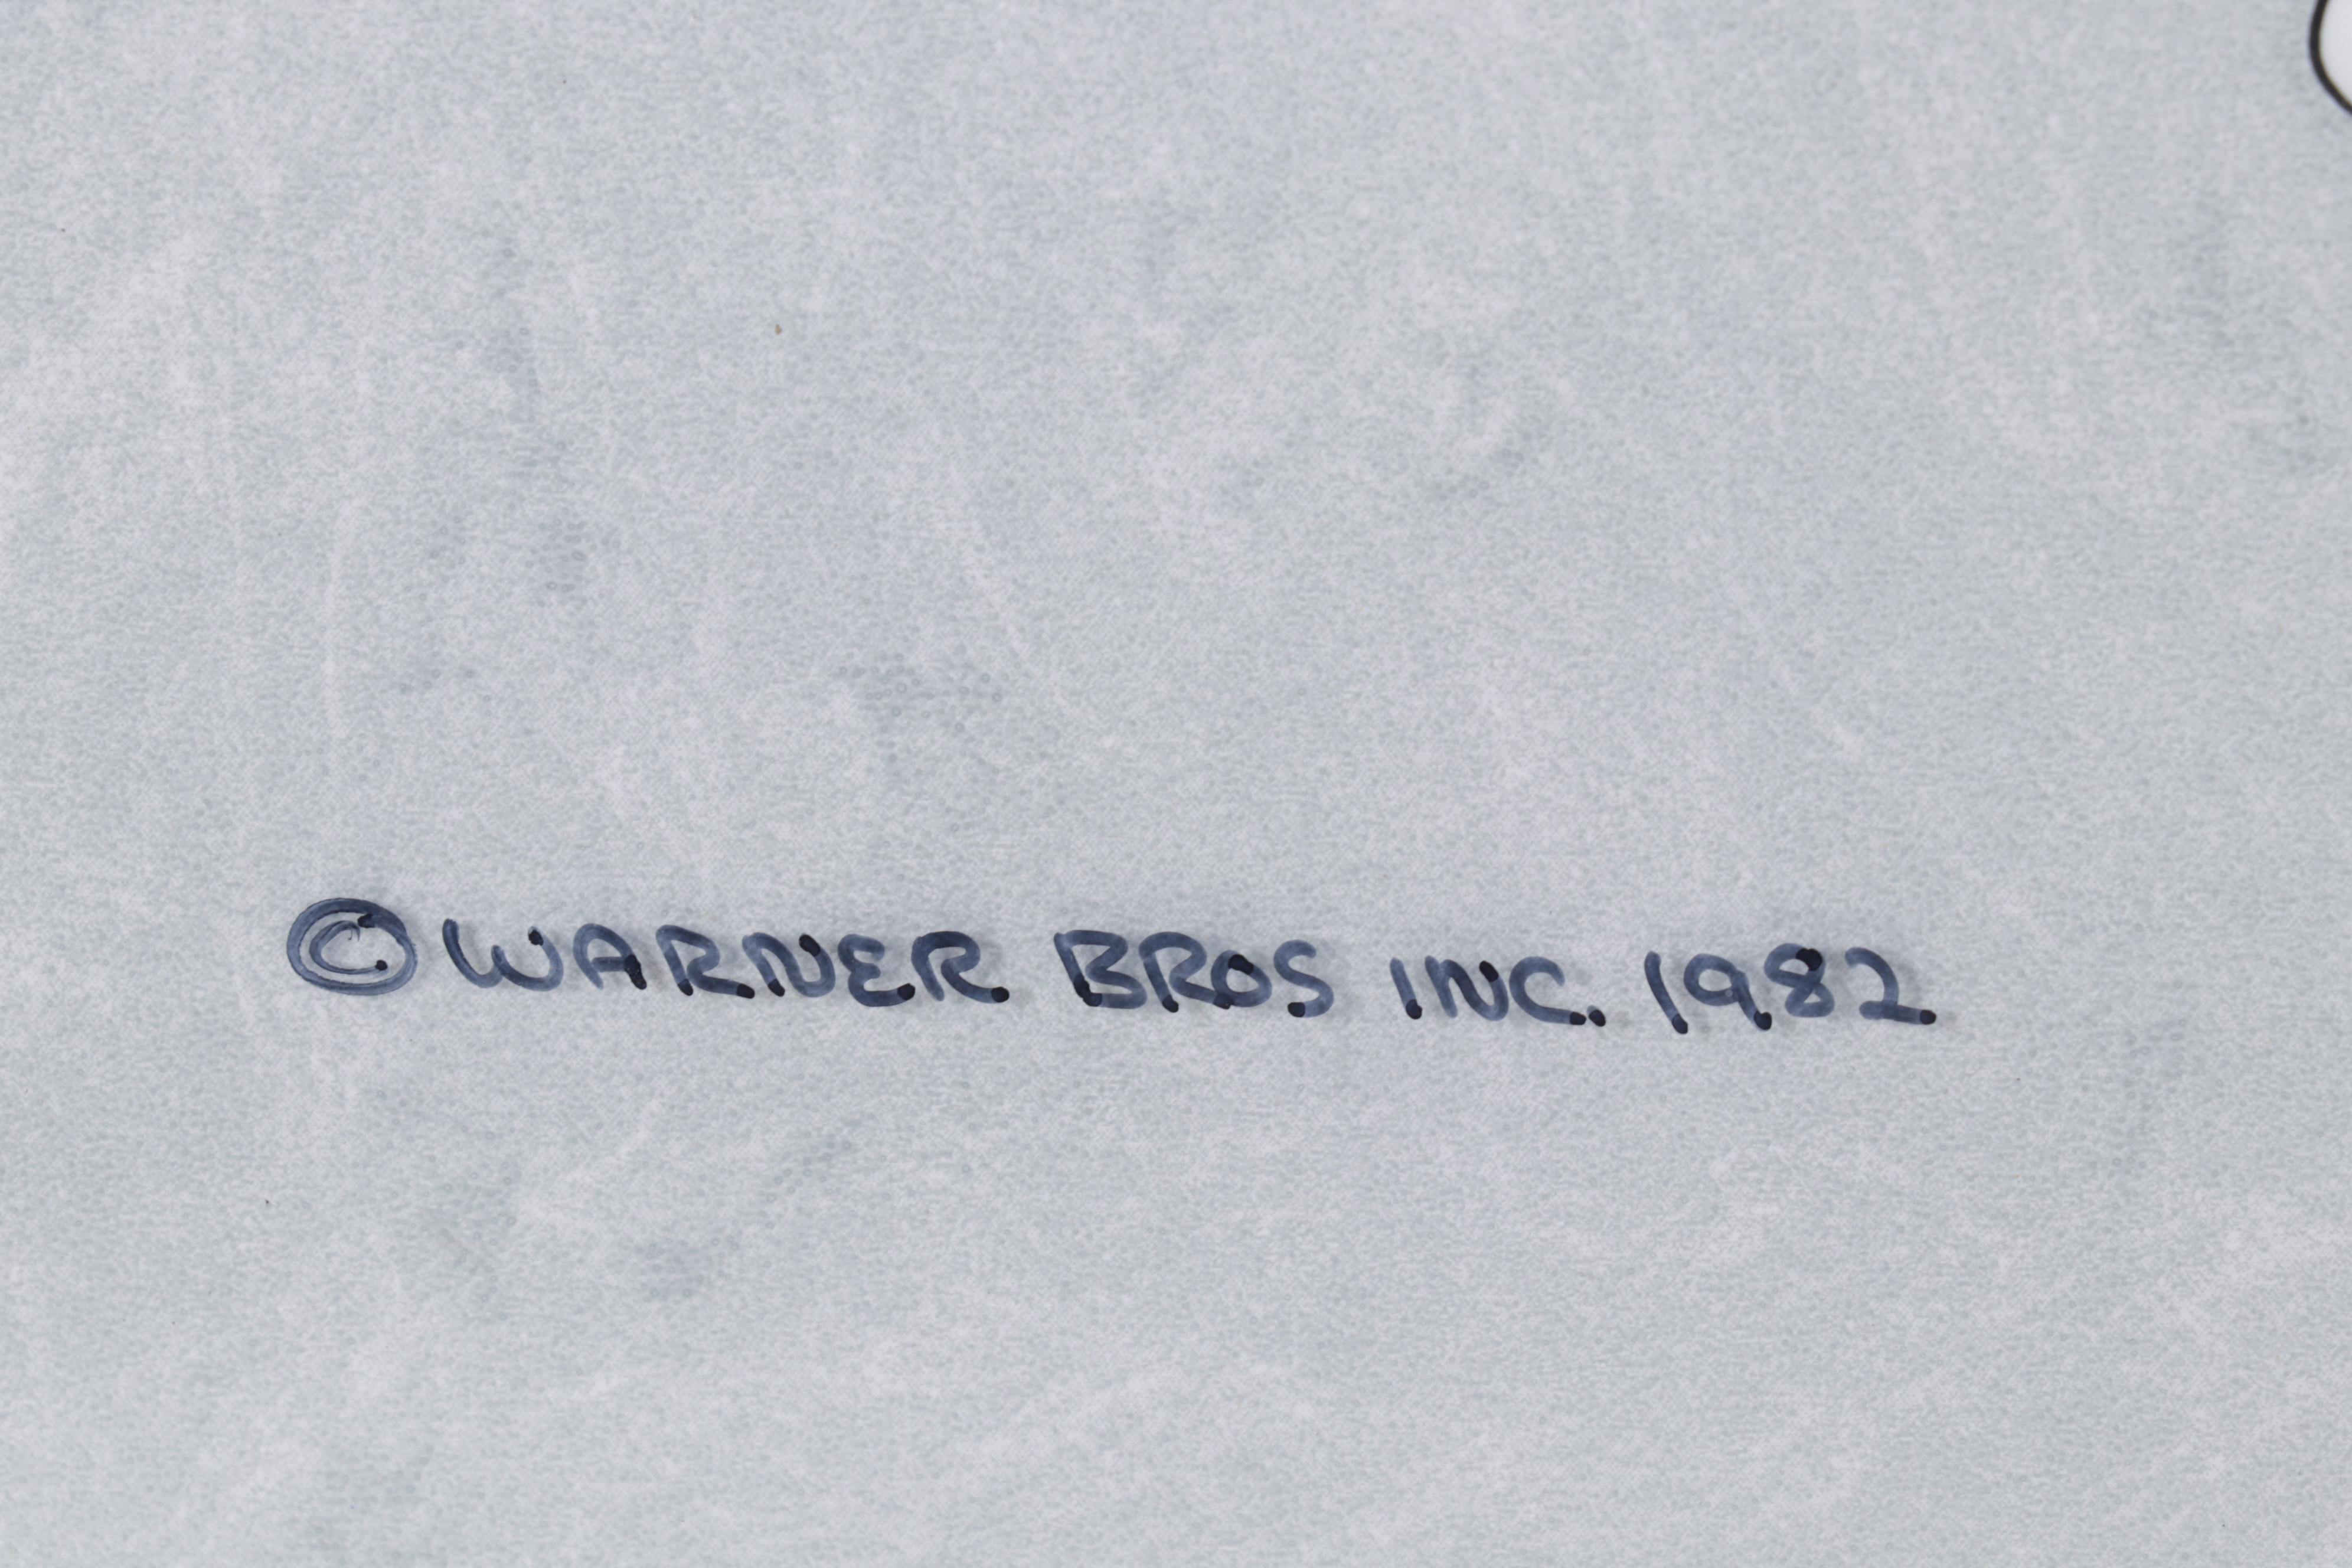 © WARNER BROS INC. 1982